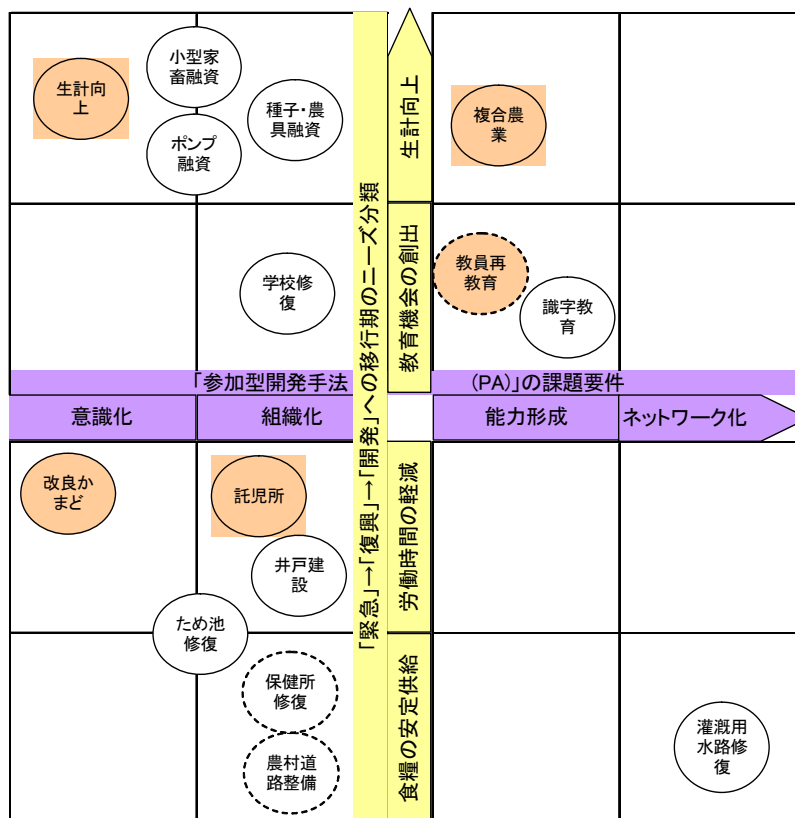 小型家
畜融資
生計向
上
種子・農
具融資
ポンプ
融資
複合農
業
生計向上
学校修
復
教員再
教育
識字教
育
教育機会の創出
「緊急」→「復興」→「開発」への移行期のニーズ分類
「参加型開発手法
(PA)」の課題要件
意識化
組織化
能力形成
ネットワーク化
改良か
まど
託児所
井戸建
設
労働時間の軽減
ため池
修復
保健所
修復
農村道
路整備
食糧の安定供給
灌漑用
水路修
復